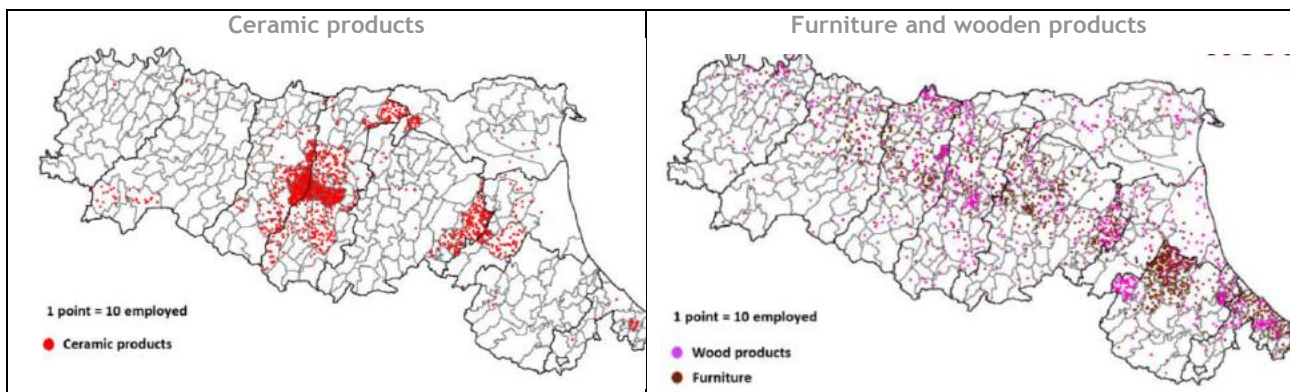 Ceramic products
Furniture and wooden products
1 point = 10 employed
Ceramic products
1 point = 10 employed
Wood products
Furniture